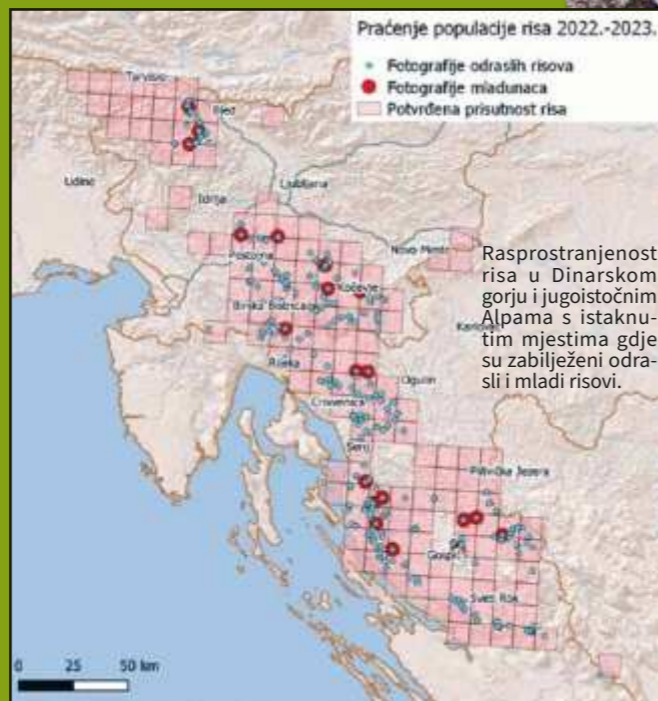 Praćenje populacije risa 2022.-2023.
Fotografije odraslih risova
Fotografije mladunaca
Potvrđena prisutnost risa
Tarvisio
Bled
Udine
Idrija
Ljubljana
Novo Mesto
Postojna
Kočevje
Ilirska Bistrica
Karlovac
Rijeka
Ogulin
Crikvenica
Senj
Plitvička Jezera
Gospić
Sveti Rok
Rasprostranjenost
risa u Dinarskom
gorju i jugoistočnim
Alpama s istaknu-
tim mjestima gdje
su zabilježeni odra-
sli i mladi risovi.
0 25 50 km